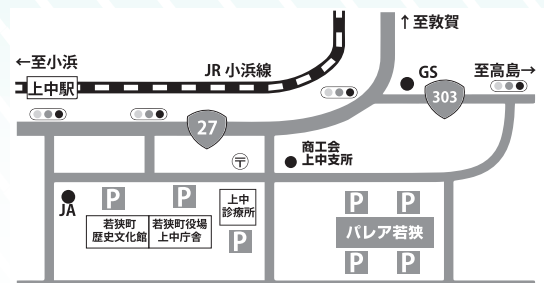 ↑至敦賀
←至小浜
JR 小浜線
GS
至高島→
上中駅
303
27
〒
商工会
上中支所
JA
P
P
上中
診療所
P
P
若狭町
歴史文化館
若狭町役場
上中庁舎
P
パレア若狭
P
P